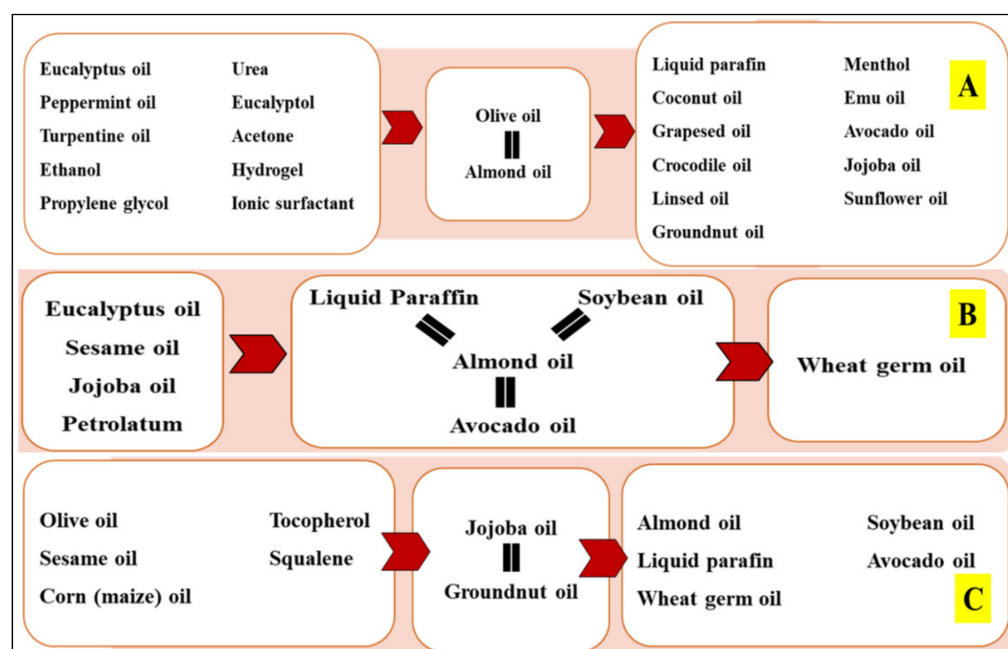 Eucalyptus oil Urea
Peppermint oil Eucalyptol
Turpentine oil Acetone
Ethanol Hydrogel
Propylene glycol Ionic surfactant
Olive oil
Almond oil
Liquid parafin Menthol
Coconut oil Emu oil
Grapesed oil Avocado oil
Crocodile oil Jojoba oil
Linsed oil Sunflower oil
Groundnut oil
A
Eucalyptus oil
Sesame oil
Jojoba oil
Petrolatum
Liquid Paraffin Soybean oil
Almond oil
Avocado oil
Wheat germ oil
B
Olive oil Tocopherol
Sesame oil Squalene
Corn (maize) oil
Jojoba oil
Groundnut oil
Almond oil Soybean oil
Liquid parafin Avocado oil
Wheat germ oil
C